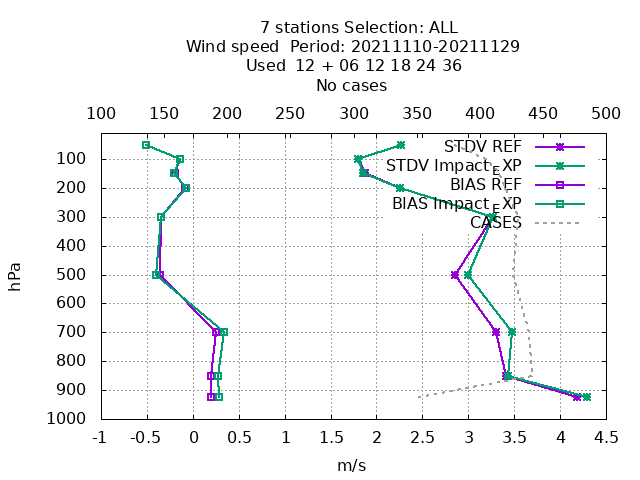 7 stations Selection: ALL
Wind speed  Period: 20211110-20211129
Used  12 + 06 12 18 24 36
No cases
100 150 200 250 300 350 400 450 500
STDV REF
STDV Impact_EXP
BIAS REF
BIAS Impact_EXP
CASES
hPa
100
200
300
400
500
600
700
800
900
1000
-1 -0.5 0 0.5 1 1.5 2 2.5 3 3.5 4 4.5
m/s